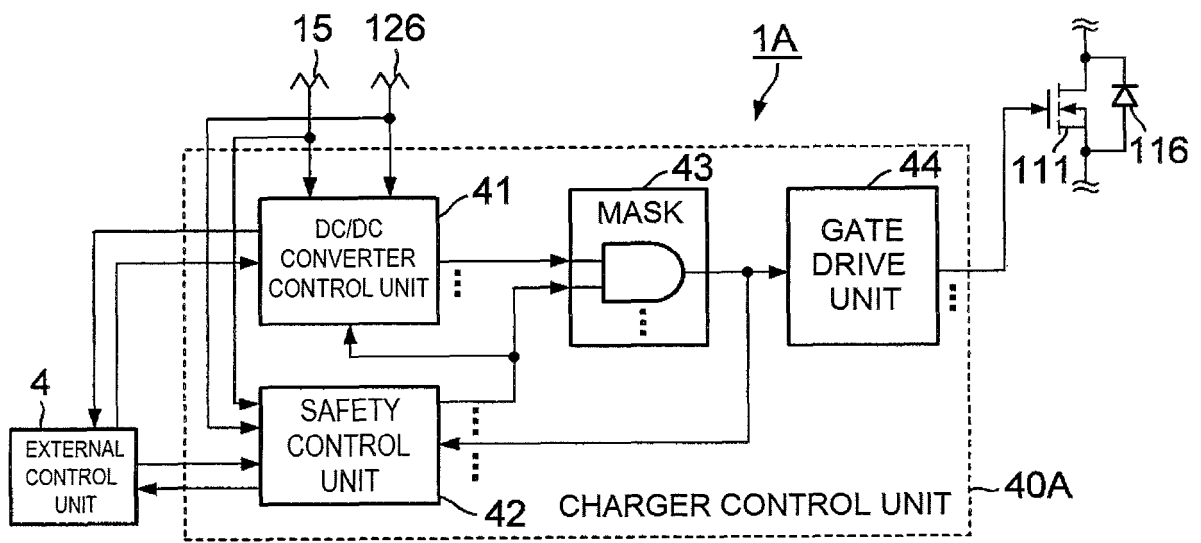 15
126
1A
41
DC/DC
CONVERTER
CONTROL UNIT
43
MASK
44
GATE
DRIVE
UNIT
111
116
4
EXTERNAL
CONTROL
UNIT
SAFETY
CONTROL
UNIT
42
CHARGER CONTROL UNIT
40A